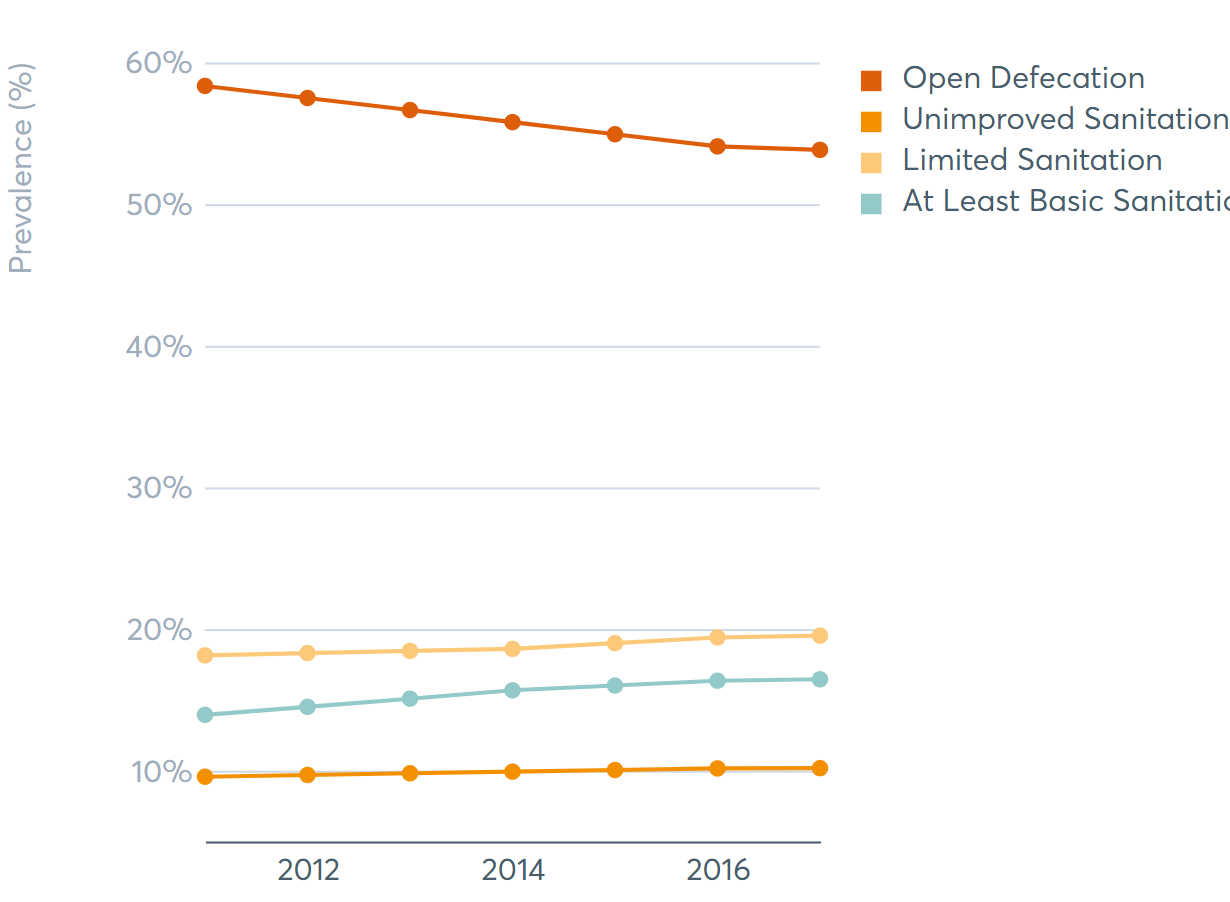 Prevalence (%)
60%
50%
40%
30%
20%
10%
2012
2014
2016
Open Defecation
Unimproved Sanitation
Limited Sanitation
At Least Basic